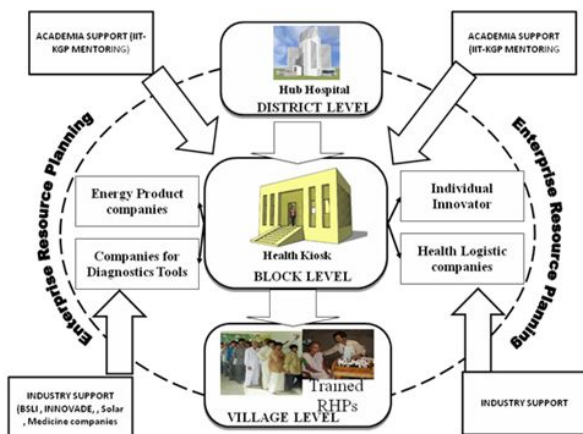 ACADEMIA SUPPORT (IIT-
KGP MENTORING)
ACADEMIA SUPPORT
(IIT-KGP MENTORING
Hub Hospital
DISTRICT LEVEL
Enterprise Resource Planning
Enterprise Resource Planning
Energy Product
companies
Companies for
Diagnostics Tools
Health Kiosk
BLOCK LEVEL
Individual
Innovator
Health Logistic
companies
Trained
RHPs
VILLAGE LEVEL
INDUSTRY SUPPORT
(BSLI , INNOVADE, , Solar
, Medicine companies
INDUSTRY SUPPORT